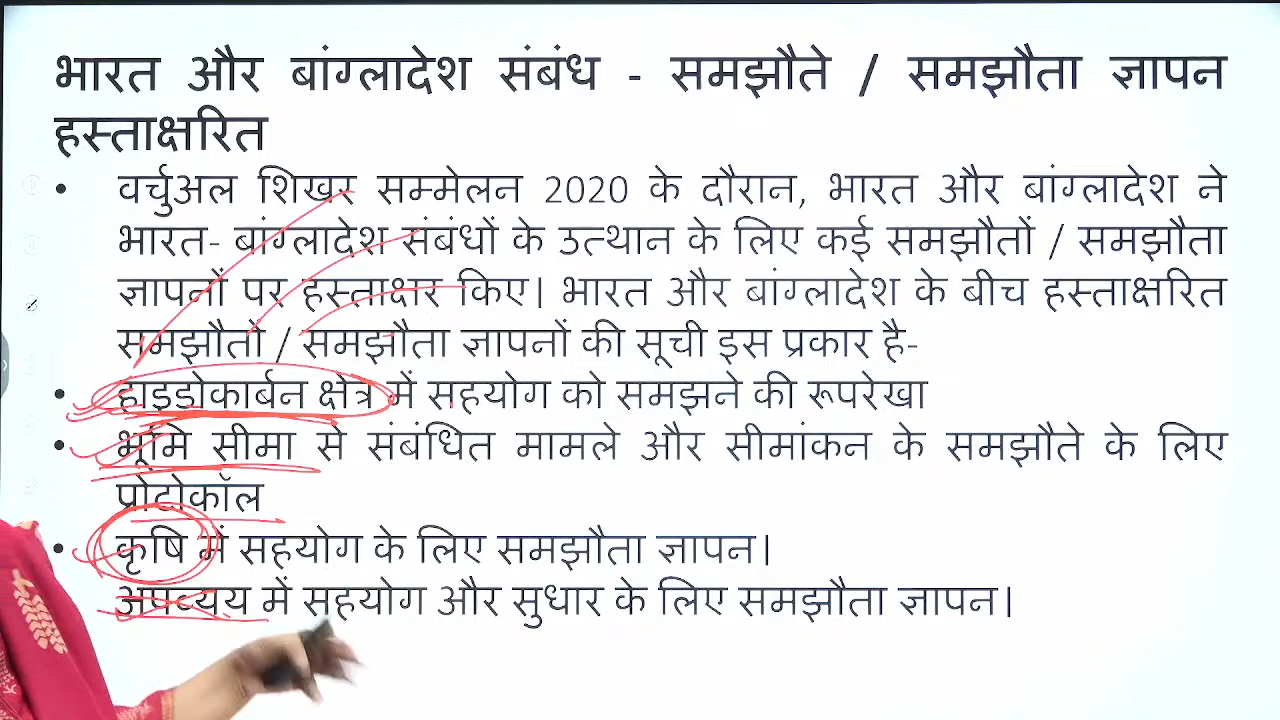 भारत और बांग्लादेश संबंध - समझौते / समझौता ज्ञापन
हस्ताक्षरित
• वर्चुअल शिखर सम्मेलन 2020 के दौरान, भारत और बांग्लादेश ने
भारत- बांग्लादेश संबंधों के उत्थान के लिए कई समझौतों / समझौता
ज्ञापनों पर हस्ताक्षर किए। भारत और बांग्लादेश के बीच हस्ताक्षरित
समझौतों / समझौता ज्ञापनों की सूची इस प्रकार है-
• हाइड्रोकार्बन क्षेत्र में सहयोग को समझने की रूपरेखा
• भूमि सीमा से संबंधित मामले और सीमांकन के समझौते के लिए
प्रोटोकॉल
• कृषि में सहयोग के लिए समझौता ज्ञापन।
अपव्यय में सहयोग और सुधार के लिए समझौता ज्ञापन।